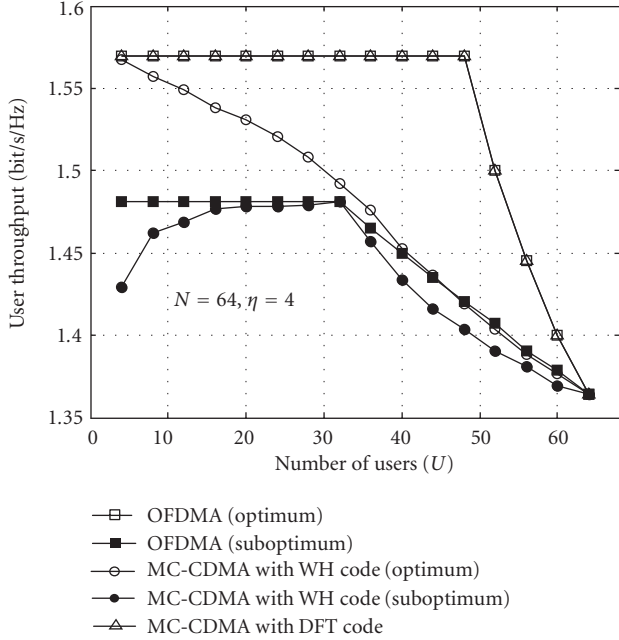 1.6
1.55
1.5
1.45
1.4
1.35
User throughput (bit/s/Hz)
N = 64, η = 4
0 10 20 30 40 50 60
Number of users (U)
OFDMA (optimum)
OFDMA (suboptimum)
MC-CDMA with WH code (optimum)
MC-CDMA with WH code (suboptimum)
MC-CDMA with DFT code